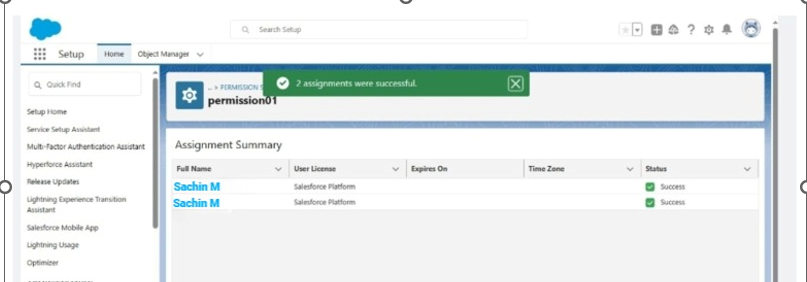 Search Setup
Setup Home Object Manager
Quick Find
Setup Home
Service Setup Assistant
Multi-Factor Authentication Assistant
Hyperforce Assistant
Release Updates
Lightning Experience Transition
Assistant
Salesforce Mobile App
Lightning Usage
Optimizer
.. > PERMISSION S
permission01
2 assignments were successful.
Assignment Summary
Full Name User License Expires On Time Zone Status
Sachin M Salesforce Platform Success
Sachin M Salesforce Platform Success